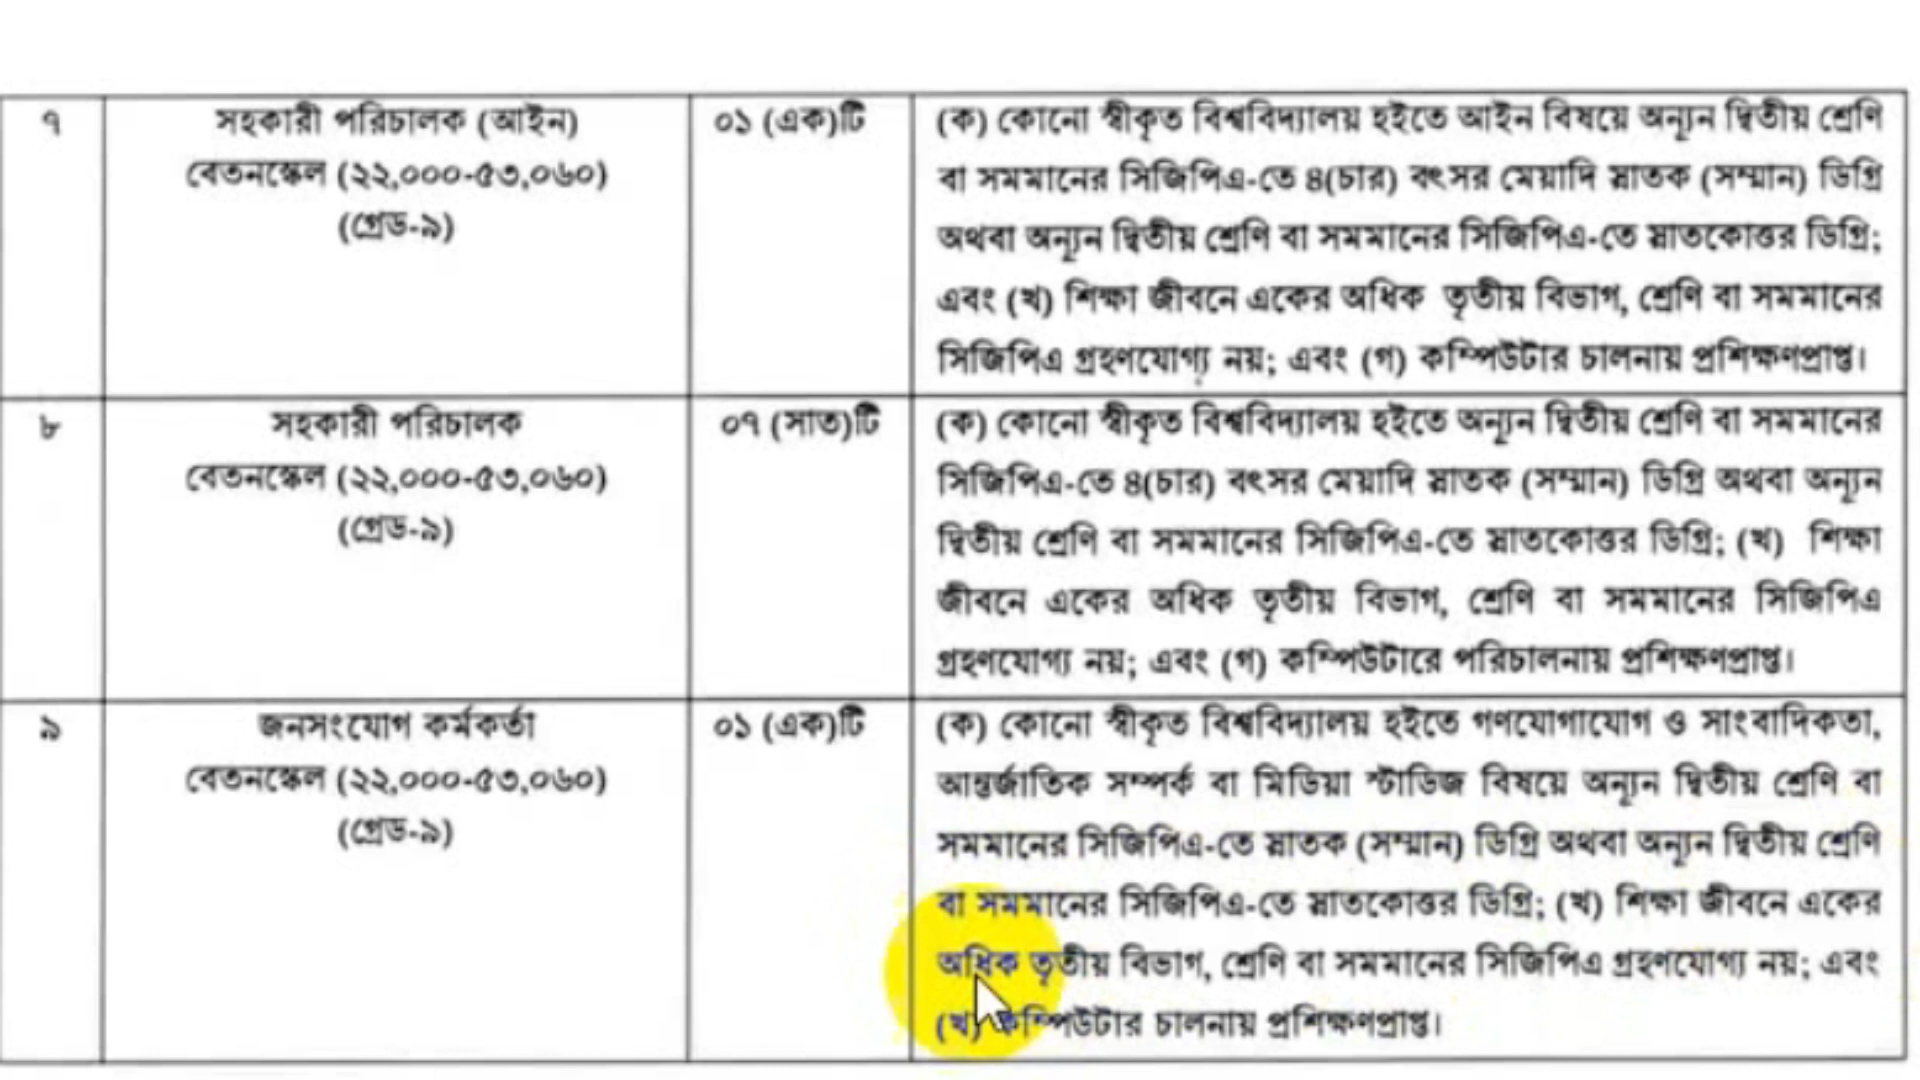 ৭
সহকারী পরিচালক (আইন)
বেতনস্কেল (২২,০০০-৫৩,০৬০)
(গ্রেড-৯)
০১ (এক)টি
(ক) কোনো স্বীকৃত বিশ্ববিদ্যালয় হইতে আইন বিষয়ে অন্যূন দ্বিতীয় শ্রেণি
বা সমমানের সিজিপিএ-তে ৪(চার) বৎসর মেয়াদি স্নাতক (সম্মান) ডিগ্রি
অথবা অন্যূন দ্বিতীয় শ্রেণি বা সমমানের সিজিপিএ-তে স্নাতকোত্তর ডিগ্রি;
এবং (খ) শিক্ষা জীবনে একের অধিক তৃতীয় বিভাগ, শ্রেণি বা সমমানের
সিজিপিএ গ্রহণযোগ্য নয়; এবং (গ) কম্পিউটার চালনায় প্রশিক্ষণপ্রাপ্ত।
৮
সহকারী পরিচালক
বেতনস্কেল (২২,০০০-৫৩,০৬০)
(গ্রেড-৯)
০৭ (সাত)টি
(ক) কোনো স্বীকৃত বিশ্ববিদ্যালয় হইতে অন্যূন দ্বিতীয় শ্রেণি বা সমমানের
সিজিপিএ-তে ৪(চার) বৎসর মেয়াদি স্নাতক (সম্মান) ডিগ্রি অথবা অন্যূন
দ্বিতীয় শ্রেণি বা সমমানের সিজিপিএ-তে স্নাতকোত্তর ডিগ্রি; (খ) শিক্ষা
জীবনে একের অধিক তৃতীয় বিভাগ, শ্রেণি বা সমমানের সিজিপিএ
গ্রহণযোগ্য নয়; এবং (গ) কম্পিউটারে পরিচালনায় প্রশিক্ষণপ্রাপ্ত।
৯
জনসংযোগ কর্মকর্তা
বেতনস্কেল (২২,০০০-৫৩,০৬০)
(গ্রেড-৯)
০১ (এক)টি
(ক) কোনো স্বীকৃত বিশ্ববিদ্যালয় হইতে গণযোগাযোগ ও সাংবাদিকতা,
আন্তর্জাতিক সম্পর্ক বা মিডিয়া স্টাডিজ বিষয়ে অন্যূন দ্বিতীয় শ্রেণি বা
সমমানের সিজিপিএ-তে স্নাতক (সম্মান) ডিগ্রি অথবা অন্যূন দ্বিতীয় শ্রেণি
বা সমমানের সিজিপিএ-তে স্নাতকোত্তর ডিগ্রি; (খ) শিক্ষা জীবনে একের
অধিক তৃতীয় বিভাগ, শ্রেণি বা সমমানের সিজিপিএ গ্রহণযোগ্য নয়; এবং
(খ) কম্পিউটার চালনায় প্রশিক্ষণপ্রাপ্ত।